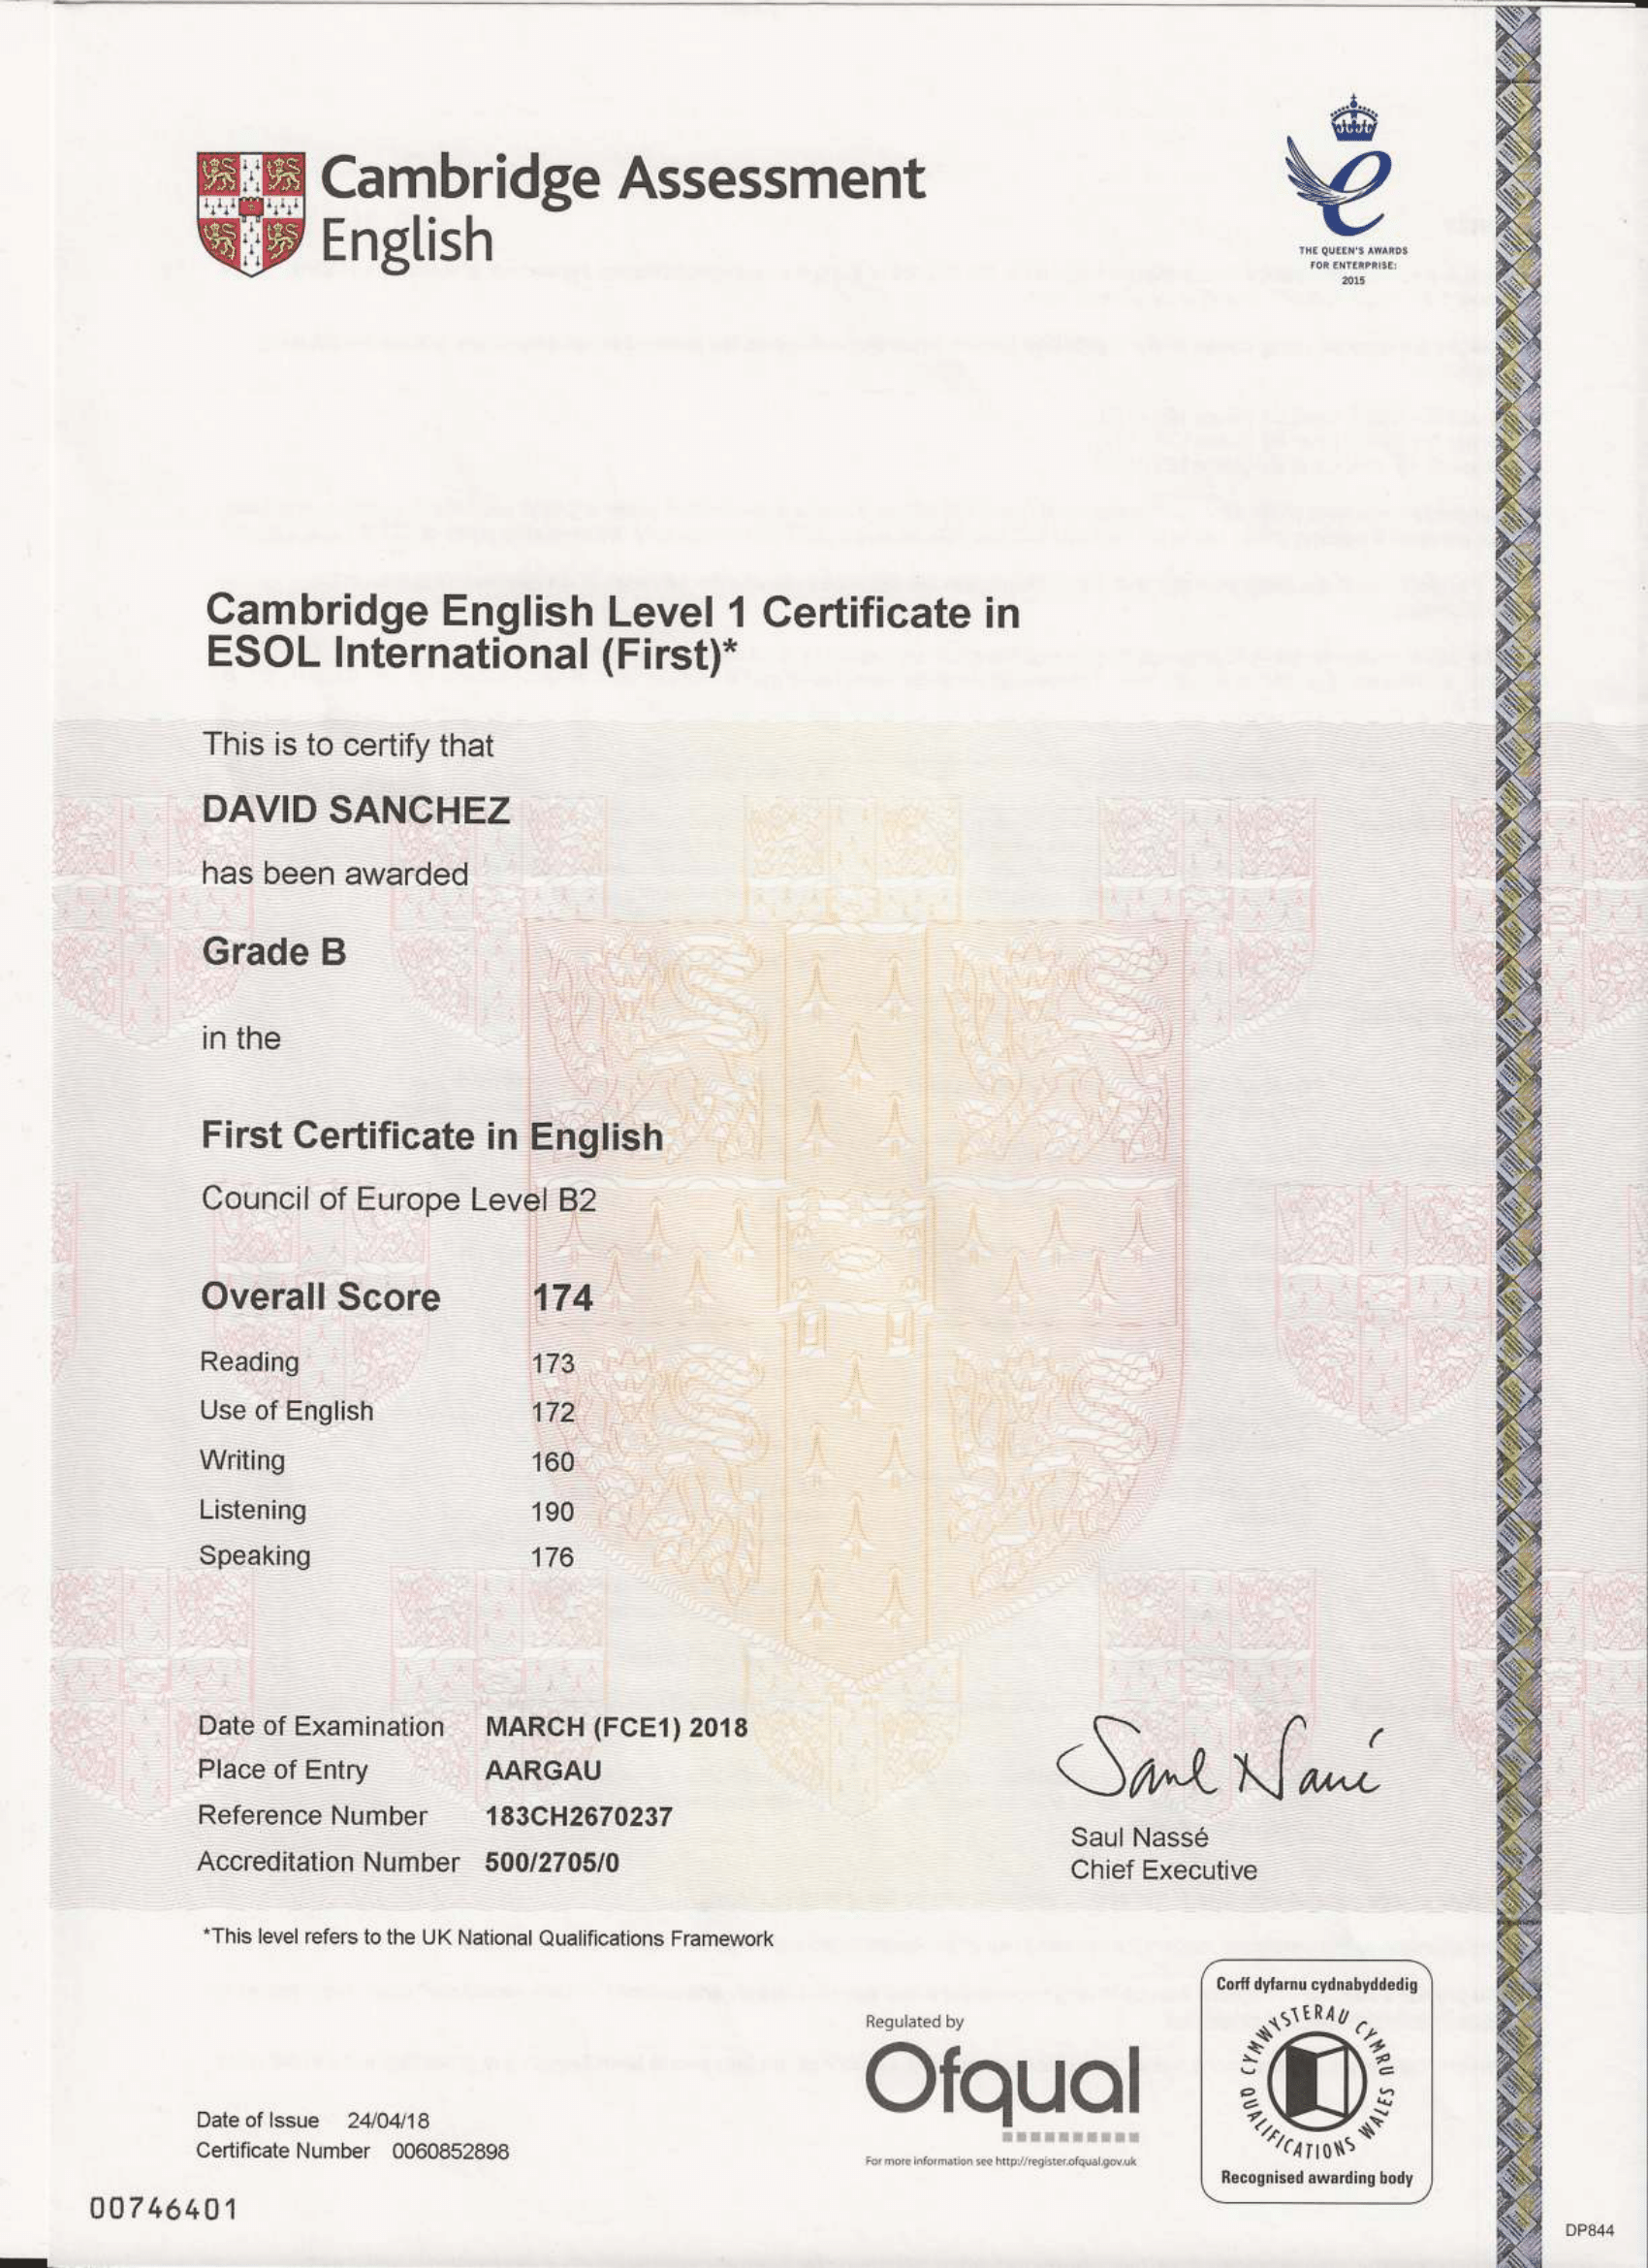 Cambridge Assessment
English
THE QUEEN'S AWARDS
FOR ENTERPRISE:
2015
Cambridge English Level 1 Certificate in
ESOL International (First)*
This is to certify that
DAVID SANCHEZ
has been awarded
Grade B
in the
First Certificate in English
Council of Europe Level B2
Overall Score 174
Reading 173
Use of English 172
Writing 160
Listening 190
Speaking 176
Date of Examination MARCH (FCE1) 2018
Place of Entry AARGAU
Reference Number 183CH2670237
Accreditation Number 500/2705/0
Saul Nassé
Saul Nassé
Chief Executive
*This level refers to the UK National Qualifications Framework
Corff dyfarnu cydnabyddedig
CYMWYSTERAU CYMRU
QUALIFICATIONS WALES
Recognised awarding body
Regulated by
Ofqual
For more information see http://register.ofqual.gov.uk
Date of Issue 24/04/18
Certificate Number 0060852898
00746401
DP844